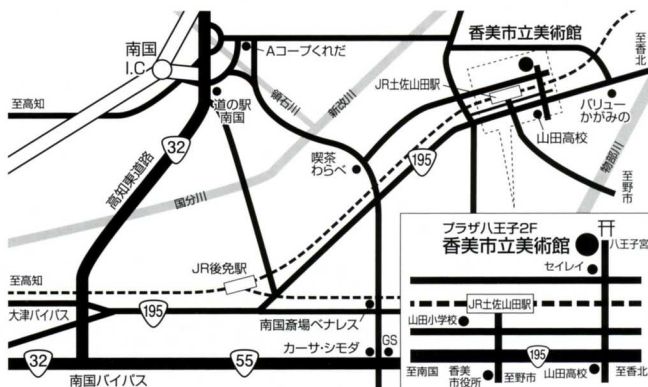 香美市立美術館
至香北
南国
I.C
Aコープくれだ
JR土佐山田駅
至高知
道の駅
南国
領石川
新改川
バリュー
かがみの
山田高校
32
喫茶
わらべ
195
物部川
至野市
高知東道路
国分川
プラザ八王子2F
香美市立美術館
八王子宮
セイレイ
JR後免駅
至高知
JR土佐山田駅
大津バイパス
195
南国斎場ベナレス
山田小学校
カーサ・シモダ
GS
195
32
55
至南国
香美
市役所
至野市
山田高校
至香北
南国バイパス